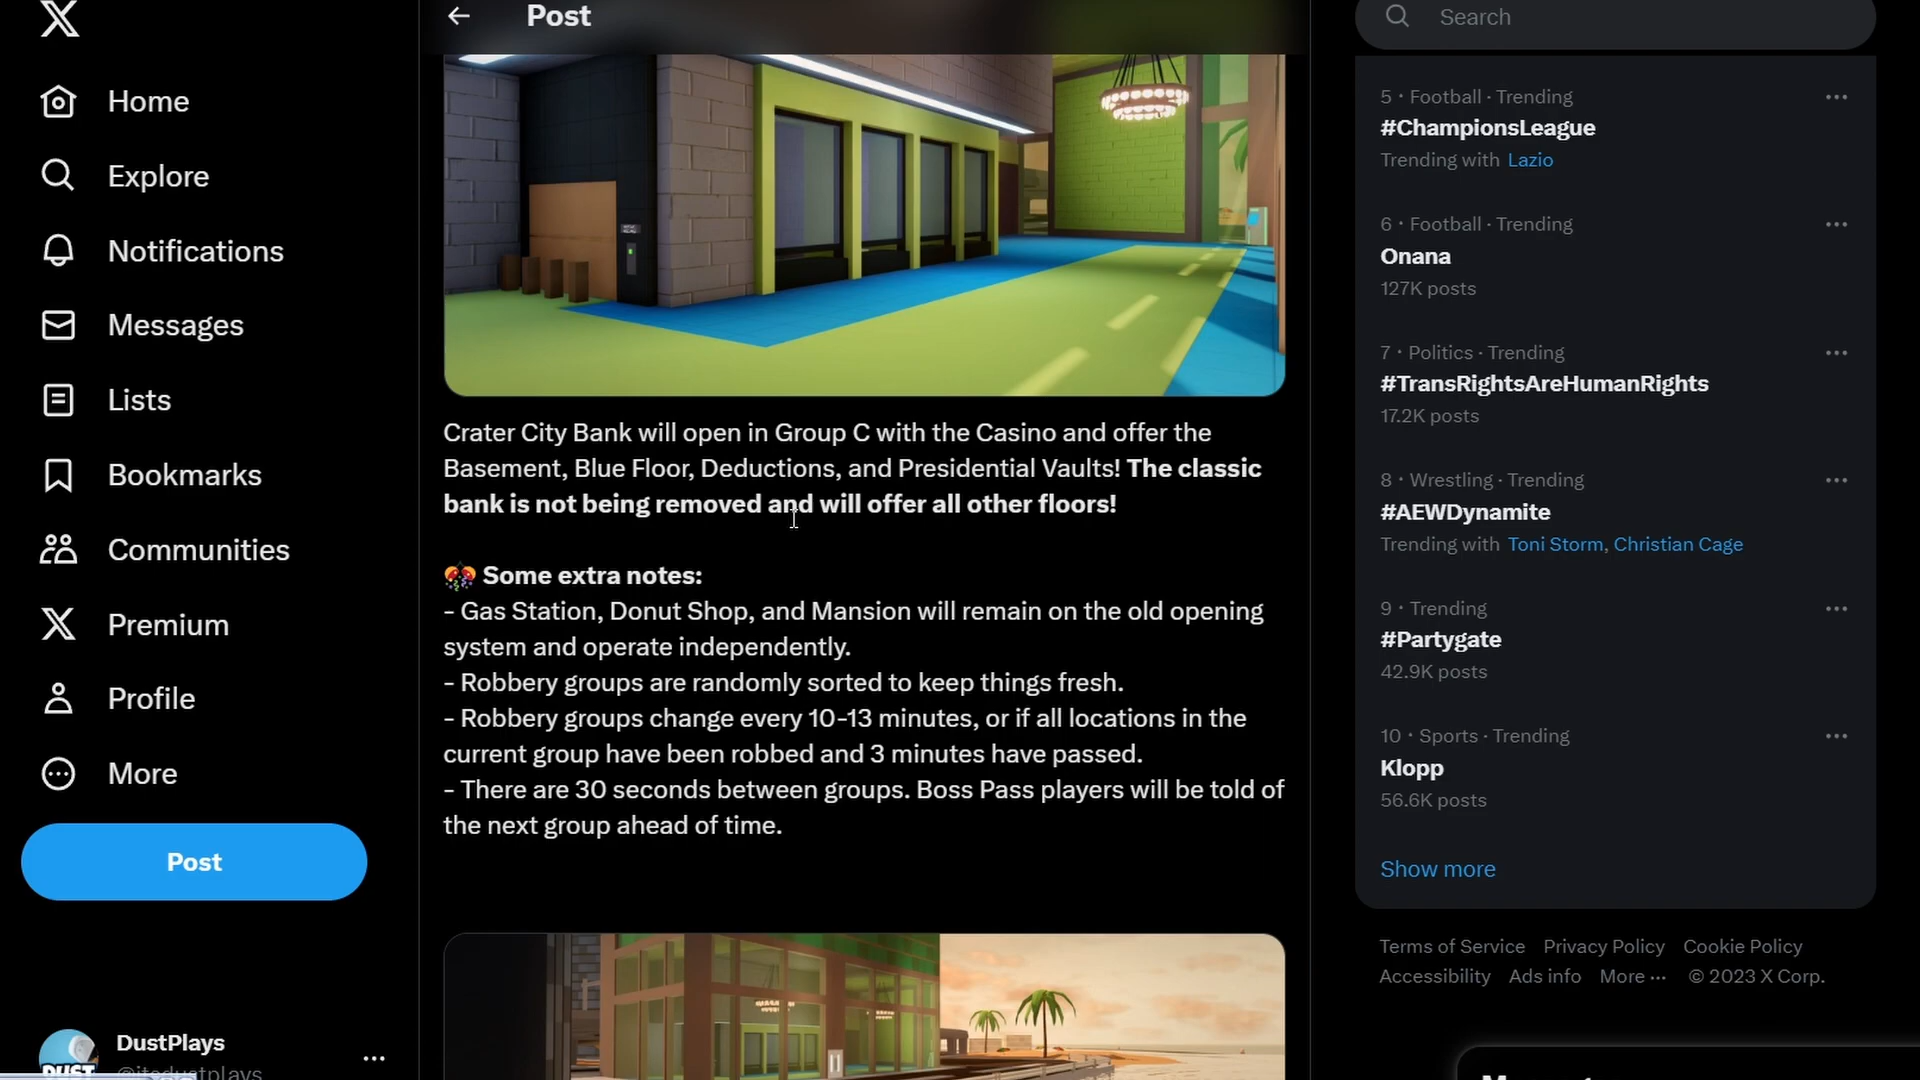 Home
Explore
Notifications
Messages
Lists
Bookmarks
Communities
Premium
Profile
More
Post
DustPlays
@itsdustplays
Post
Crater City Bank will open in Group C with the Casino and offer the
Basement, Blue Floor, Deductions, and Presidential Vaults! The classic
bank is not being removed and will offer all other floors!
Some extra notes:
- Gas Station, Donut Shop, and Mansion will remain on the old opening
system and operate independently.
- Robbery groups are randomly sorted to keep things fresh.
- Robbery groups change every 10-13 minutes, or if all locations in the
current group have been robbed and 3 minutes have passed.
- There are 30 seconds between groups. Boss Pass players will be told of
the next group ahead of time.
Search
5 · Football · Trending
#ChampionsLeague
Trending with Lazio
6 · Football · Trending
Onana
127K posts
7 · Politics · Trending
#TransRightsAreHumanRights
17.2K posts
8 · Wrestling · Trending
#AEWDynamite
Trending with Toni Storm, Christian Cage
9 · Trending
#Partygate
42.9K posts
10 · Sports · Trending
Klopp
56.6K posts
Show more
Terms of Service Privacy Policy Cookie Policy
Accessibility Ads info More ··· © 2023 X Corp.